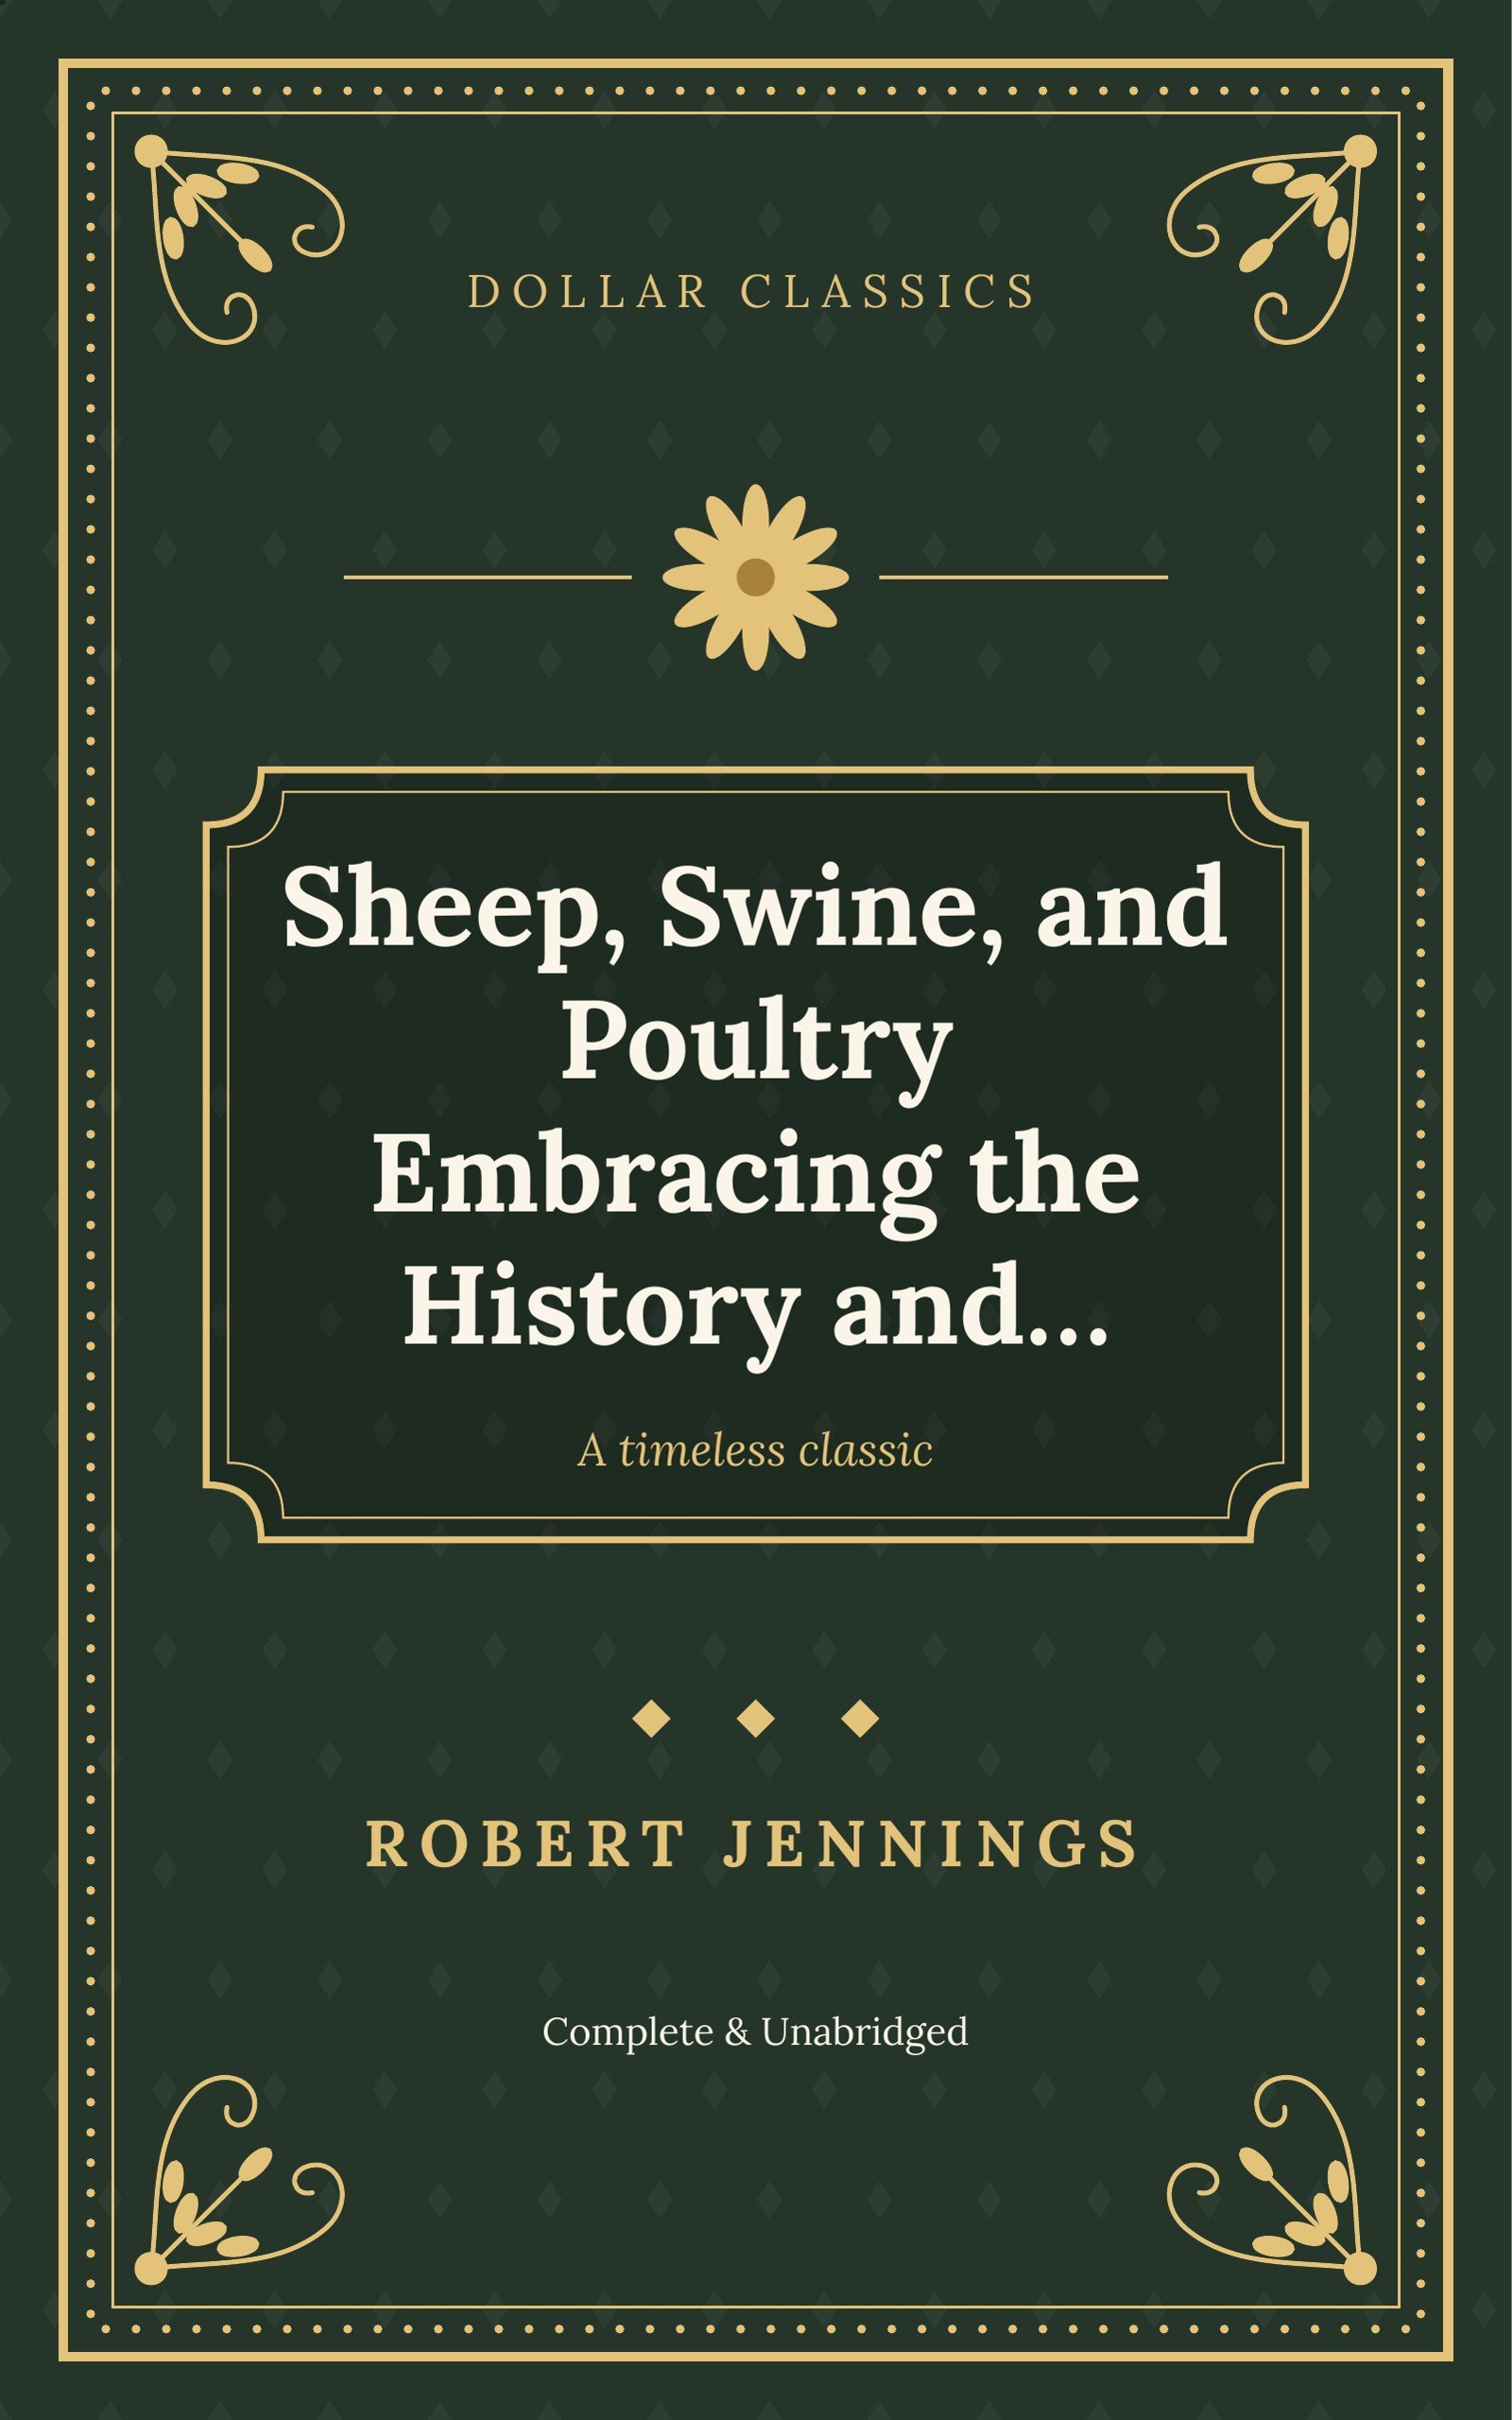 DOLLAR CLASSICS
Sheep, Swine, and
Poultry
Embracing the
History and...
A timeless classic
ROBERT JENNINGS
Complete & Unabridged